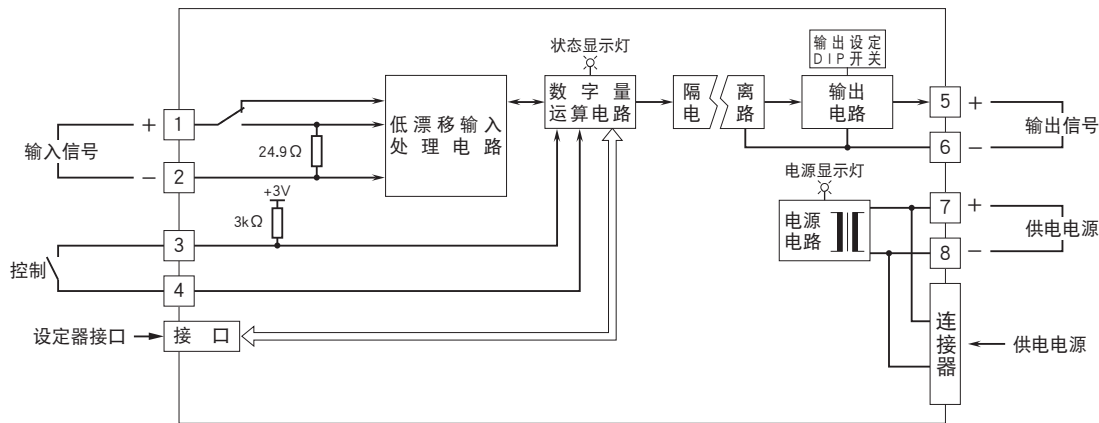 状态显示灯
输出设定
DIP开关
低漂移输入
处理电路
数字量
运算电路
隔离
电路
输出
电路
输入信号
+
1
−
2
24.9Ω
+3V
3kΩ
控制
3
4
设定器接口
接口
5
+
6
−
输出信号
电源显示灯
电源
电路
7
+
8
−
供电电源
连接器
供电电源